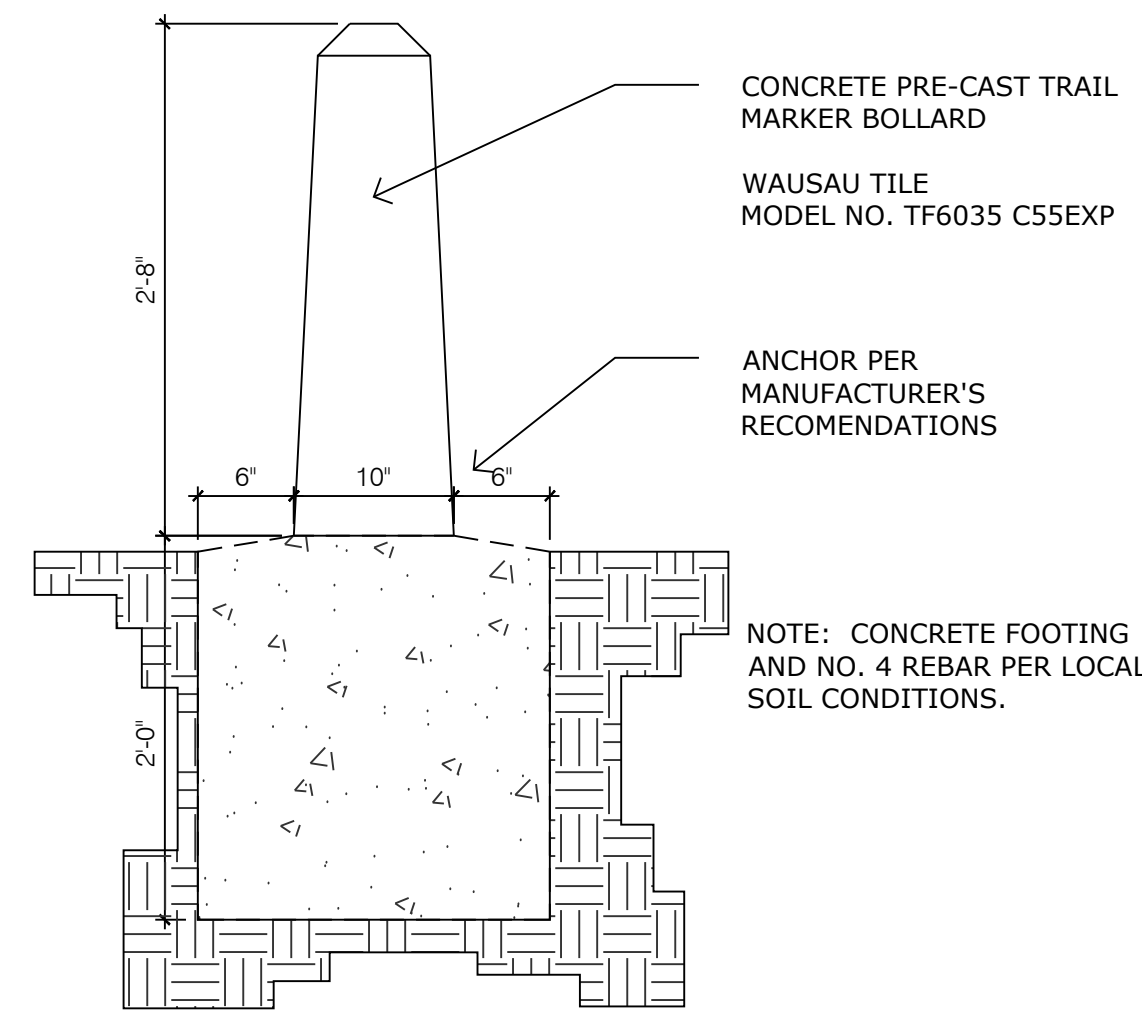 CONCRETE PRE-CAST TRAIL
MARKER BOLLARD
WAUSAU TILE
MODEL NO. TF6035 C55EXP
2'-8"
ANCHOR PER
MANUFACTURER'S
RECOMENDATIONS
6"
10"
6"
NOTE: CONCRETE FOOTING
AND NO. 4 REBAR PER LOCAL
SOIL CONDITIONS.
2'-0"